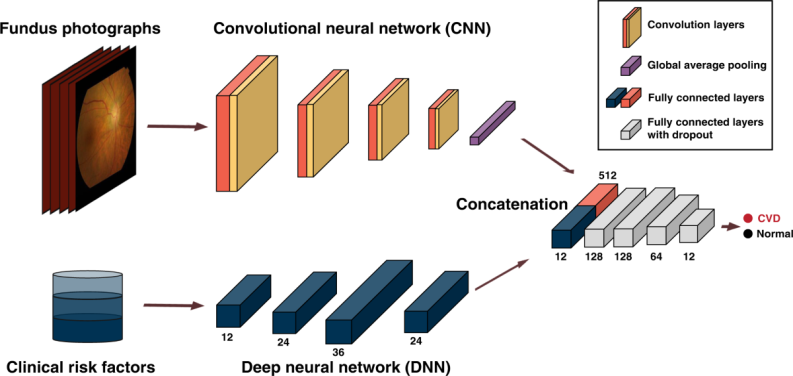 Fundus photographs
Convolutional neural network (CNN)
Convolution layers
Global average pooling
Fully connected layers
Fully connected layers
with dropout
512
Concatenation
12
128
128
64
12
CVD
Normal
12
24
36
24
Clinical risk factors
Deep neural network (DNN)